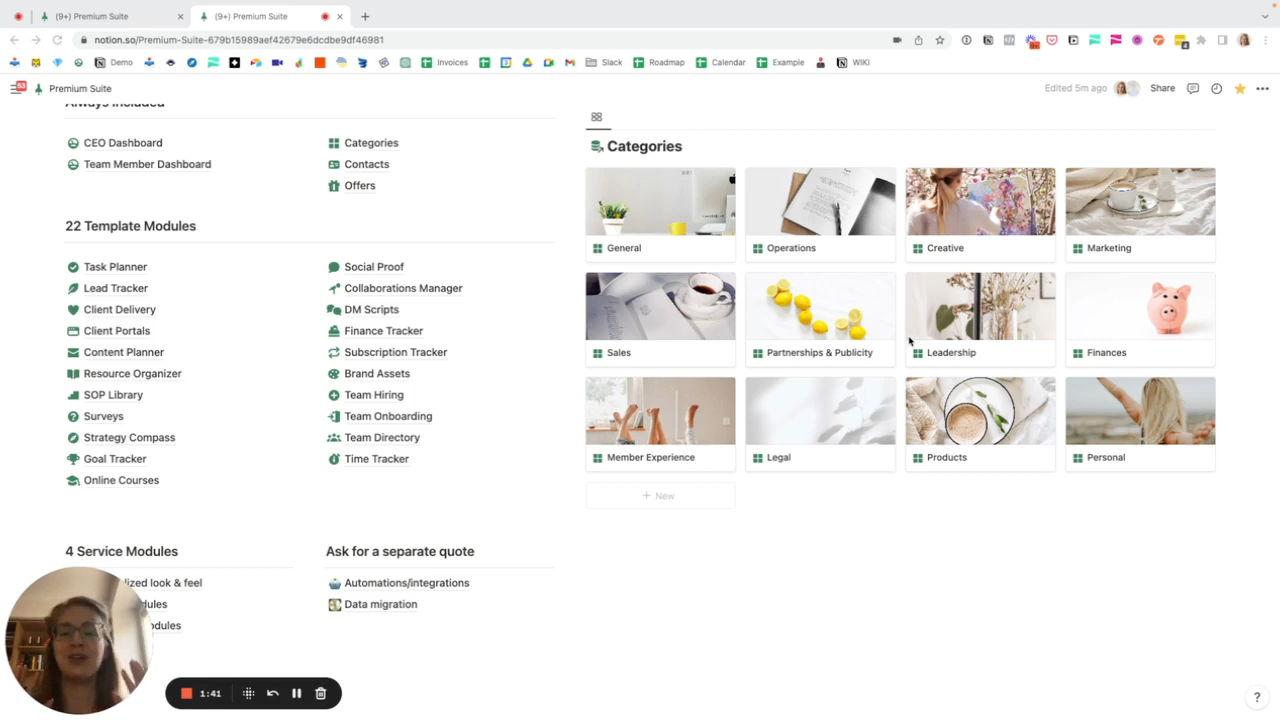 (9+) Premium Suite
(9+) Premium Suite
notion.so/Premium-Suite-679b15989aef42679e6dcdbe9df46981
Demo
Invoices
Slack
Roadmap
Calendar
Example
WIKI
53
Premium Suite
Edited 5m ago
Share
Always Included
CEO Dashboard
Team Member Dashboard
Categories
Contacts
Offers
22 Template Modules
Task Planner
Lead Tracker
Client Delivery
Client Portals
Content Planner
Resource Organizer
SOP Library
Surveys
Strategy Compass
Goal Tracker
Online Courses
Social Proof
Collaborations Manager
DM Scripts
Finance Tracker
Subscription Tracker
Brand Assets
Team Hiring
Team Onboarding
Team Directory
Time Tracker
4 Service Modules
look & feel
Ask for a separate quote
Automations/integrations
Data migration
Categories
General
Operations
Creative
Marketing
Sales
Partnerships & Publicity
Leadership
Finances
Member Experience
Legal
Products
Personal
+ New
1:41
?